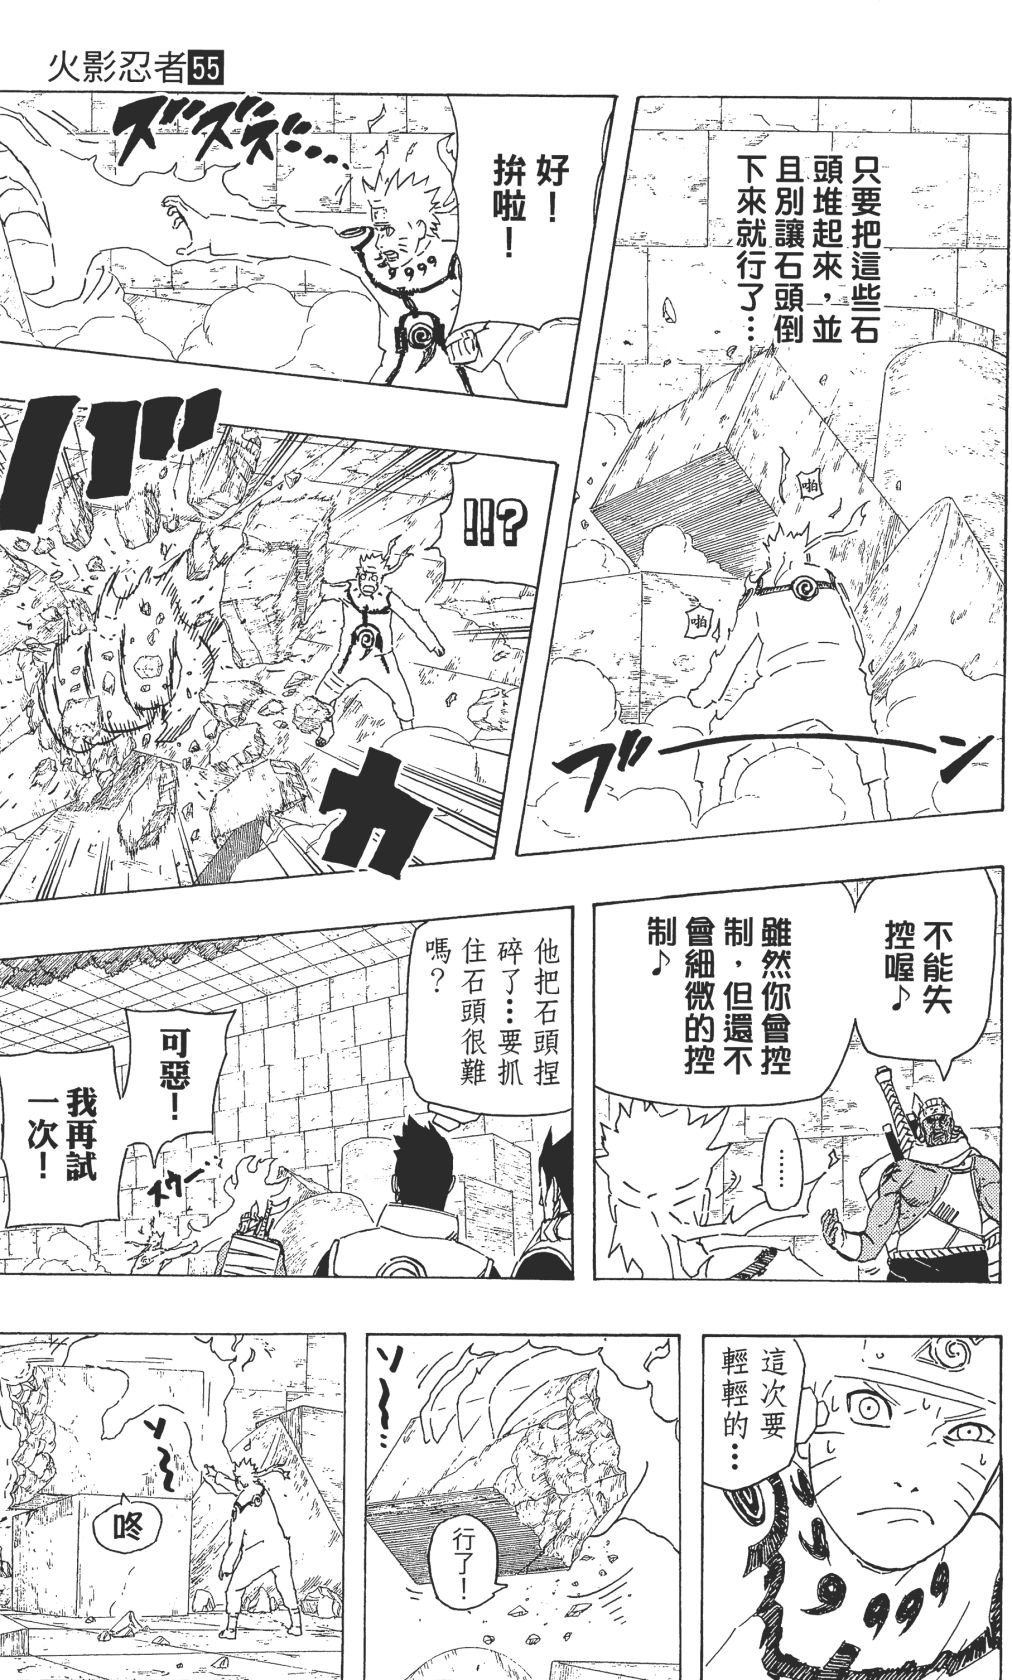 火影忍者55
只要把這些石
頭堆起來，並
且別讓石頭倒
下來就行了…
啪
啪
ブーン
好！
拚啦！
ズズズ…
!!?
バカ
不能失
控喔♪
雖然你會控
制，但還不
會細微的控
制♪
……
他把石頭捏
碎了…要抓
住石頭很難
嗎？
可惡！
我再試
一次！
スウー…
這次要
輕輕的…
ソ〜
行了！
ソ〜
咚